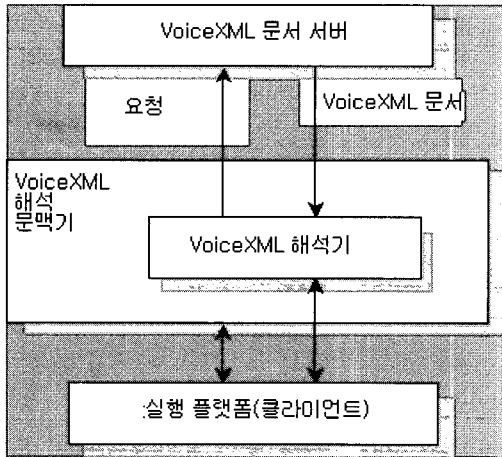 VoiceXML 문서 서버
요청
VoiceXML 문서
VoiceXML
해석
문맥기
VoiceXML 해석기
실행 플랫폼(클라이언트)